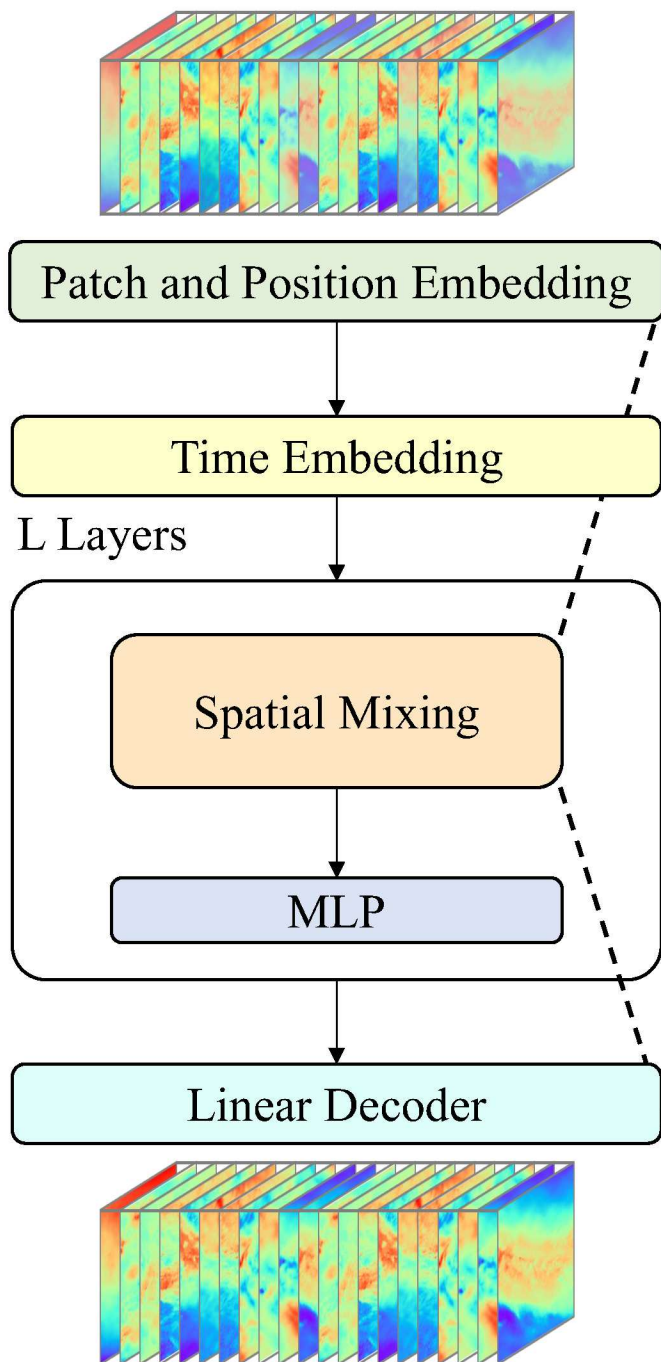 Patch and Position Embedding
Time Embedding
L Layers
Spatial Mixing
MLP
Linear Decoder